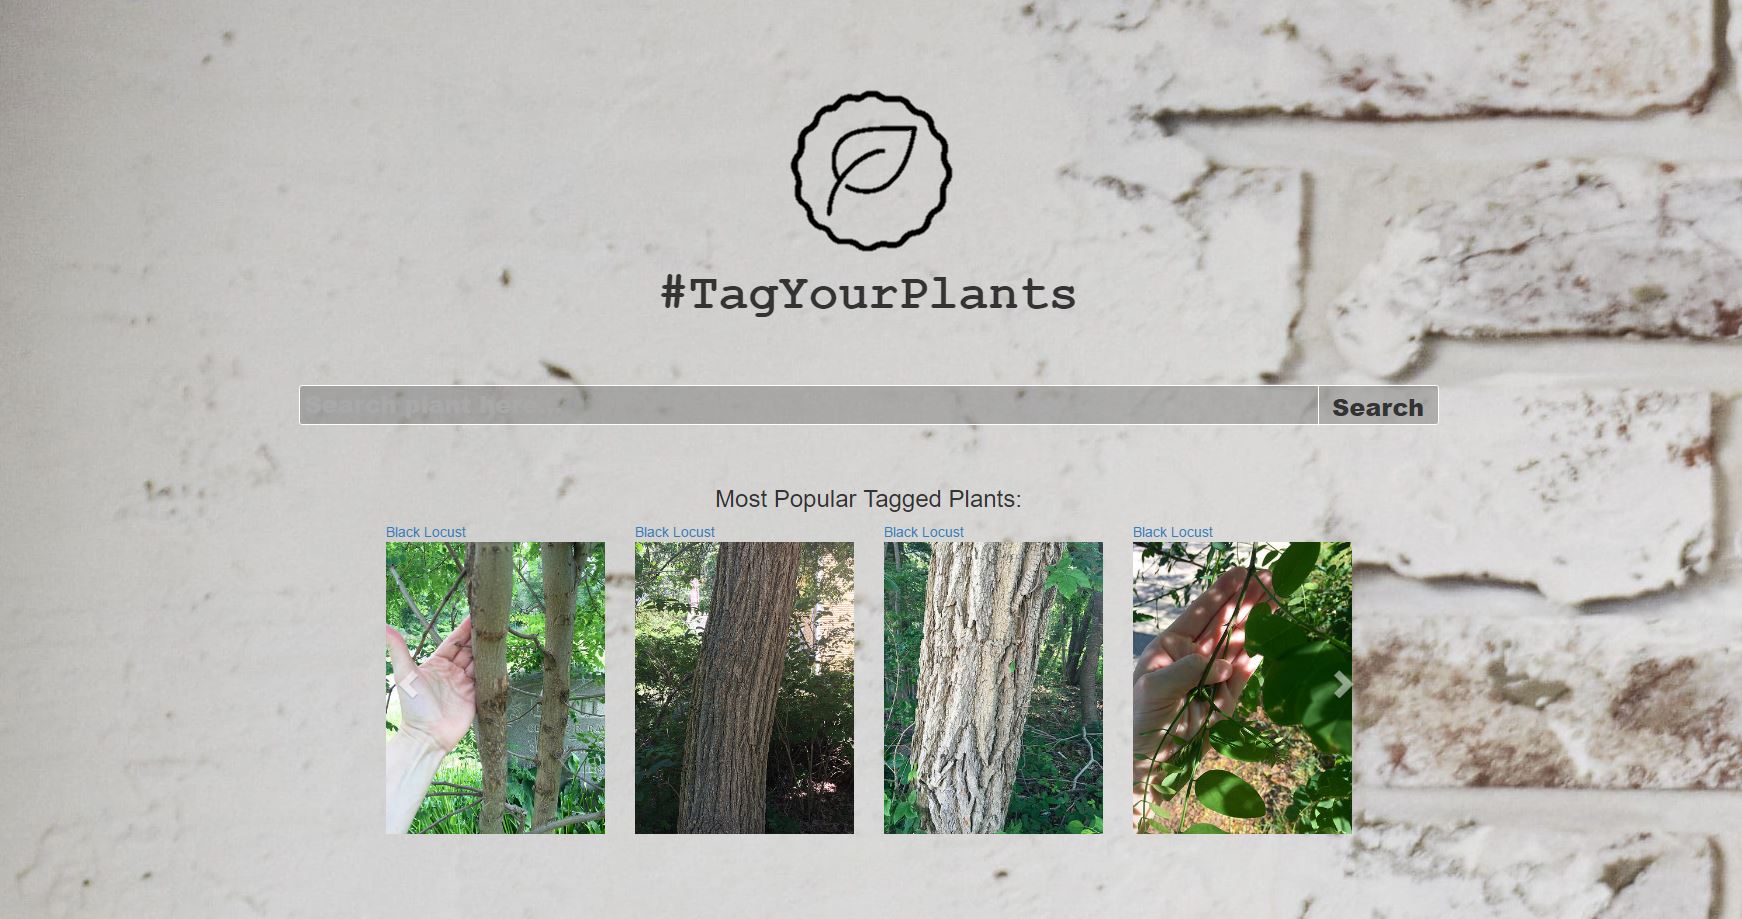 #TagYourPlants
Search plant here...
Search
Most Popular Tagged Plants:
Black Locust
Black Locust
Black Locust
Black Locust